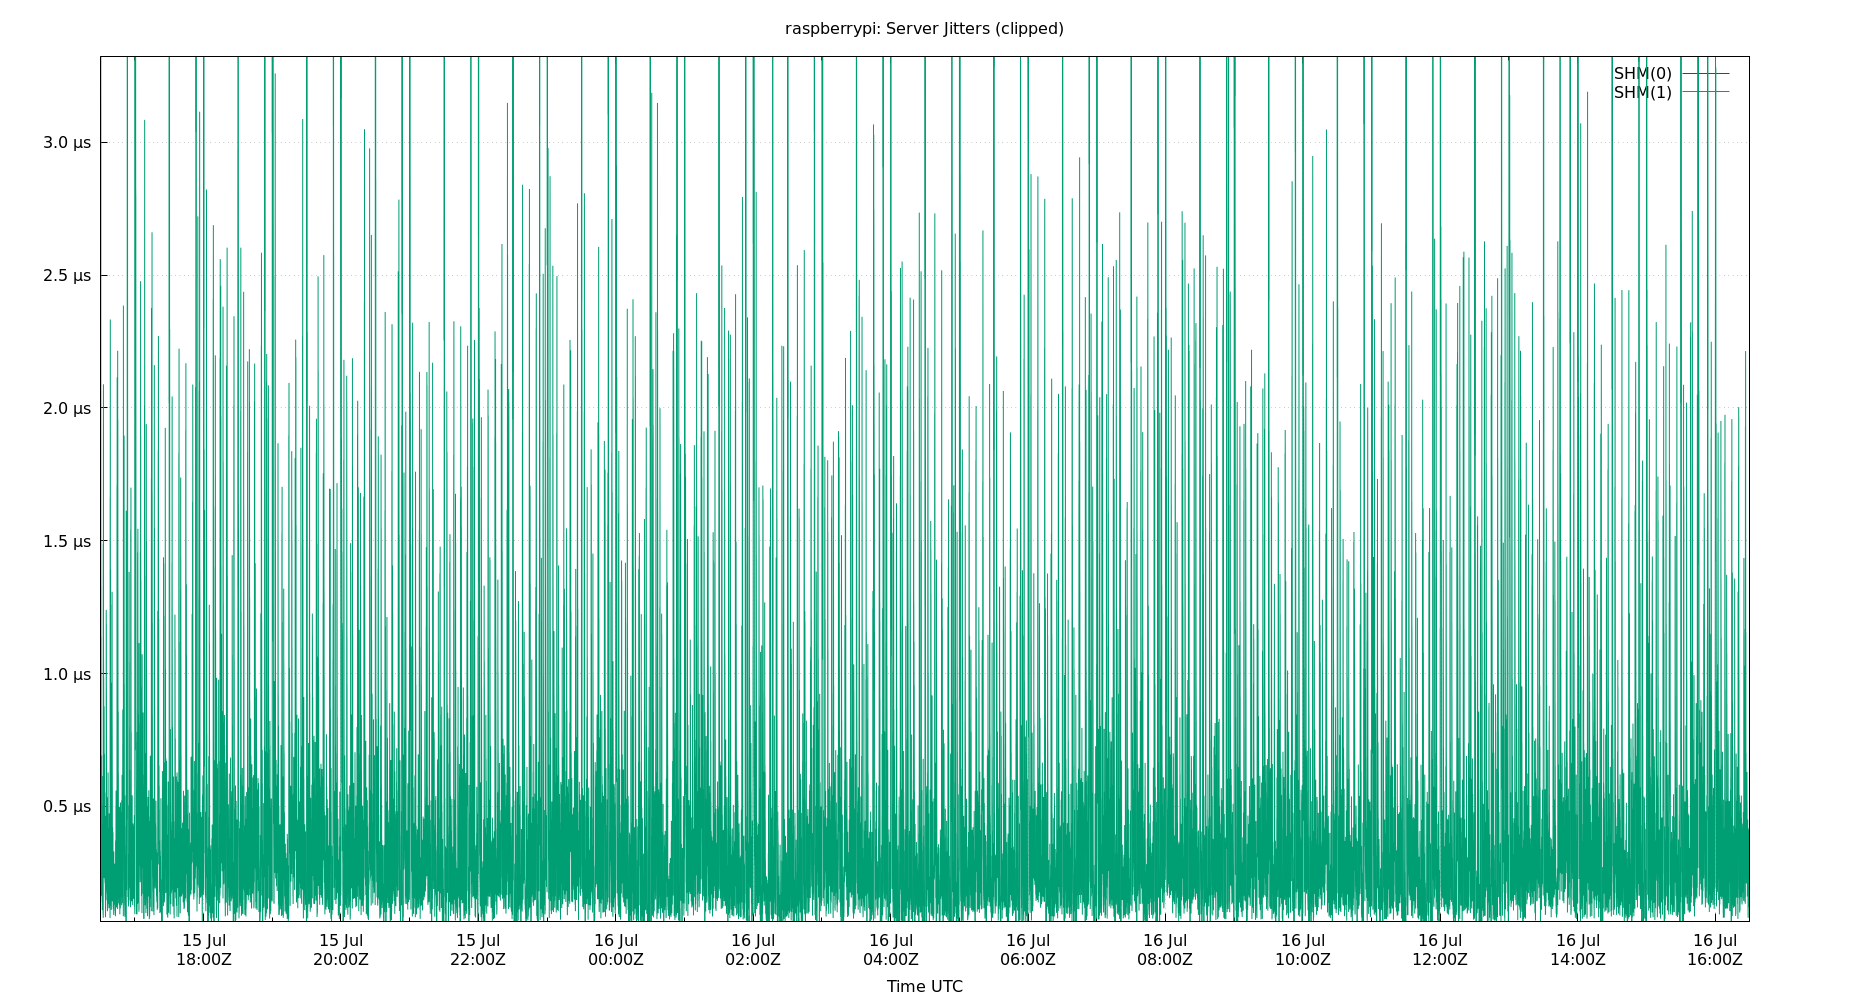 raspberrypi: Server Jitters (clipped)
SHM(0)
SHM(1)
3.0 µs
2.5 µs
2.0 µs
1.5 µs
1.0 µs
0.5 µs
15 Jul 15 Jul 15 Jul 16 Jul 16 Jul 16 Jul 16 Jul 16 Jul 16 Jul 16 Jul 16 Jul 16 Jul
18:00Z 20:00Z 22:00Z 00:00Z 02:00Z 04:00Z 06:00Z 08:00Z 10:00Z 12:00Z 14:00Z 16:00Z
Time UTC